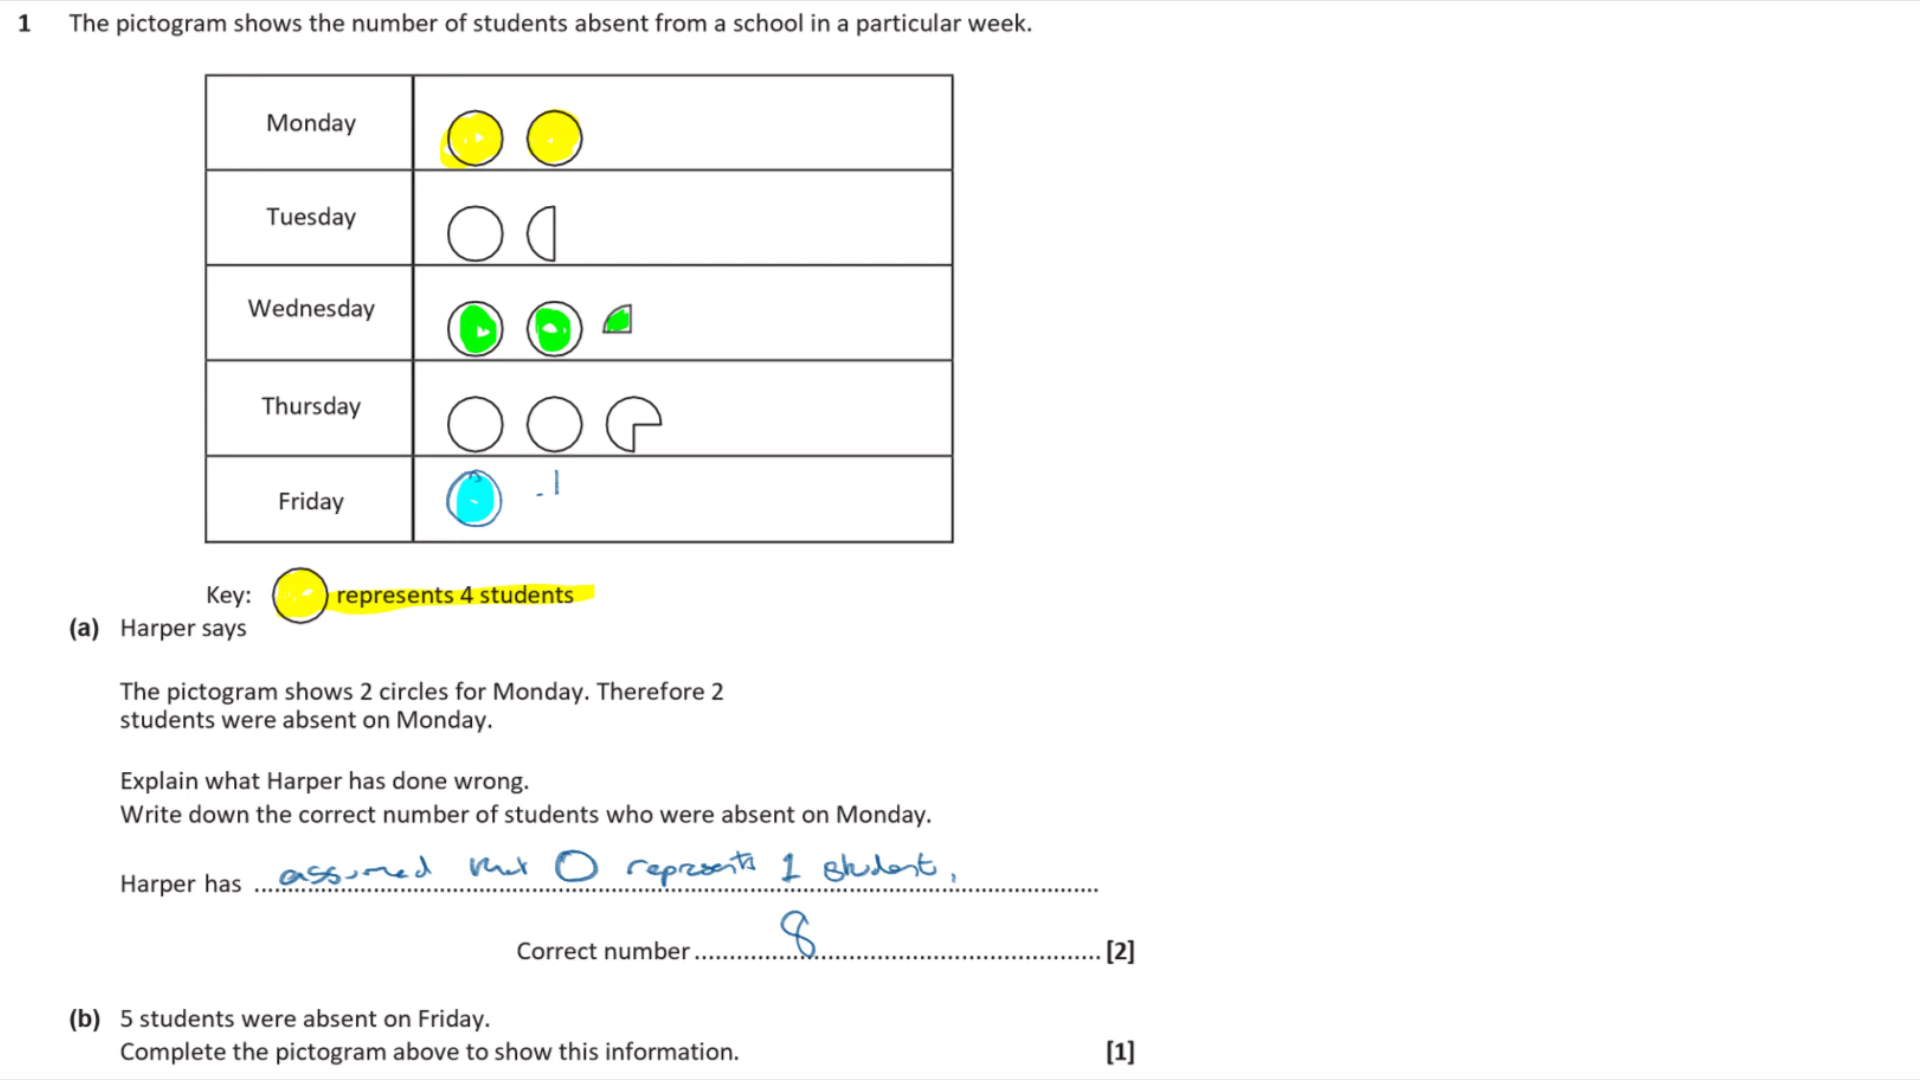 1 The pictogram shows the number of students absent from a school in a particular week.
Monday
Tuesday
Wednesday
Thursday
Friday
Key: represents 4 students
(a) Harper says
The pictogram shows 2 circles for Monday. Therefore 2
students were absent on Monday.
Explain what Harper has done wrong.
Write down the correct number of students who were absent on Monday.
Harper has assumed that O represents 1 student,
Correct number 8 [2]
(b) 5 students were absent on Friday.
Complete the pictogram above to show this information. [1]